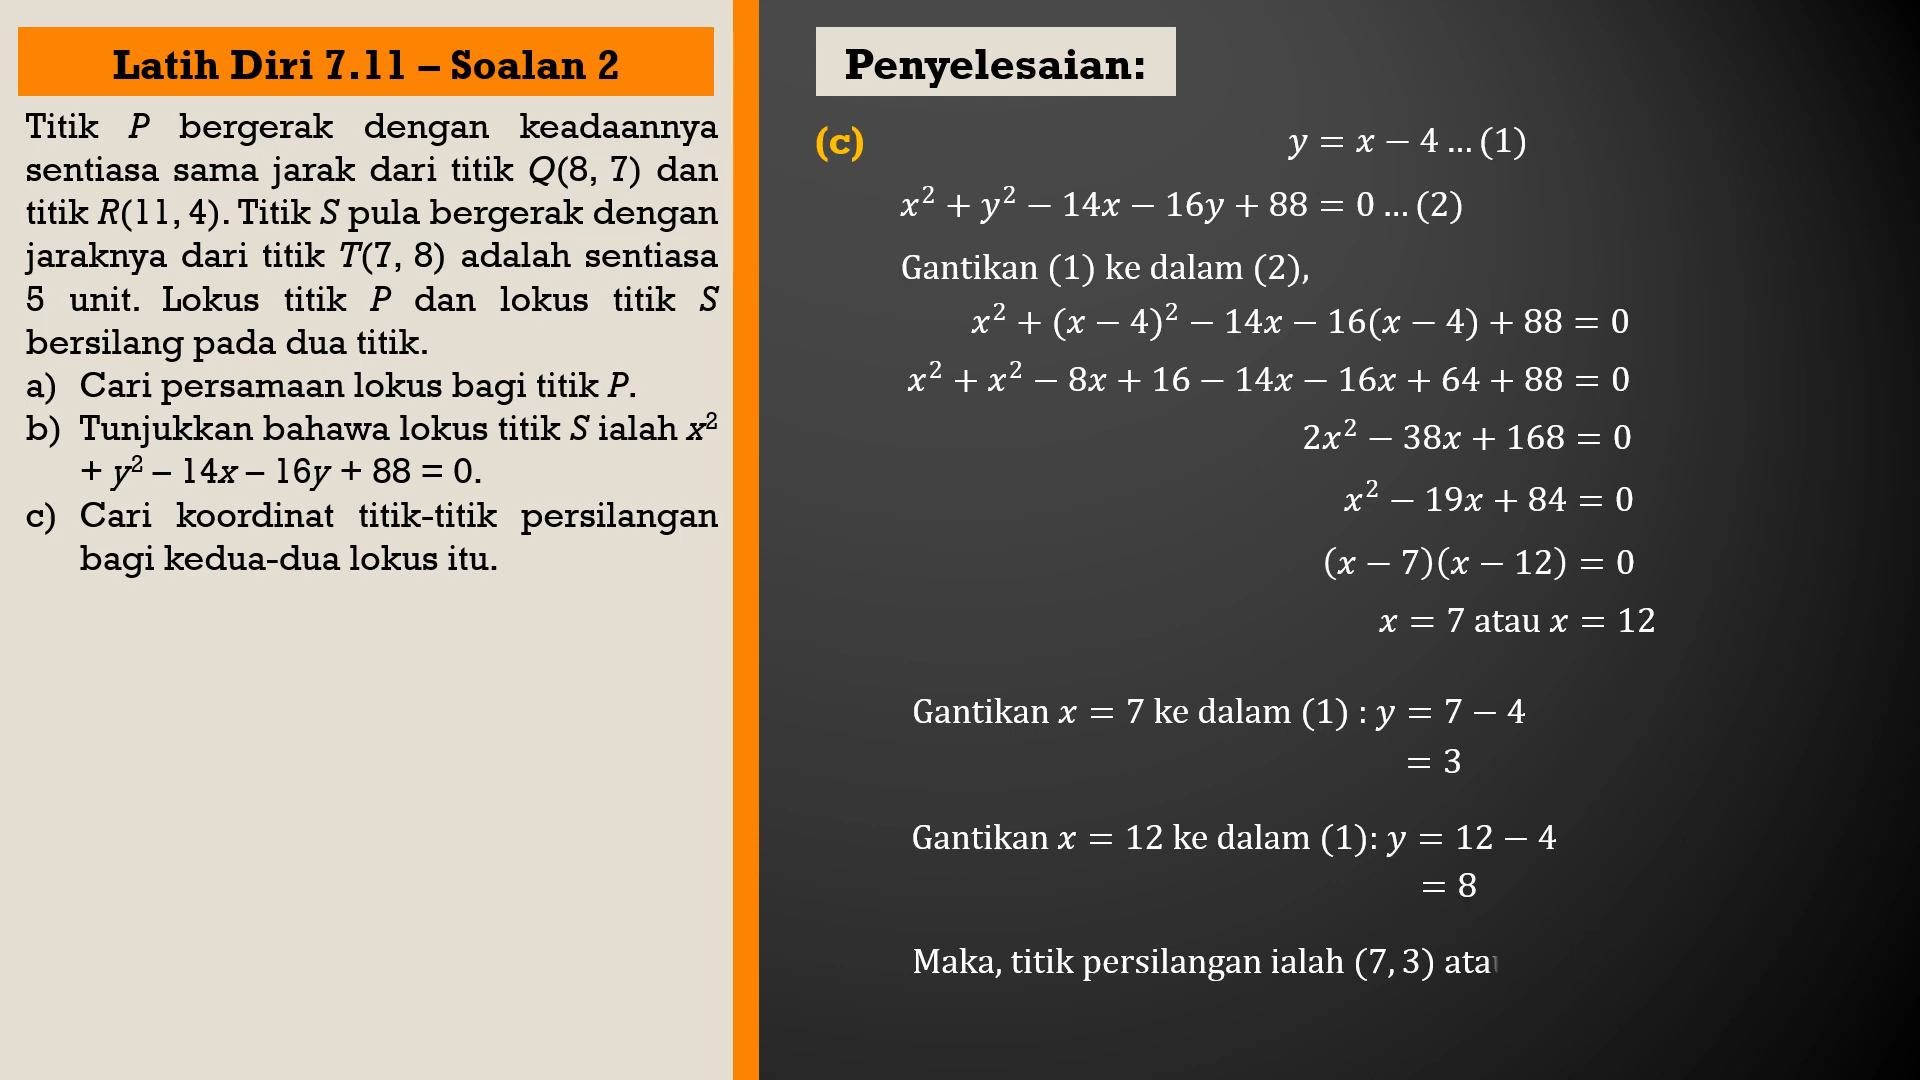 Latih Diri 7.11 – Soalan 2
Titik P bergerak dengan keadaannya
sentiasa sama jarak dari titik Q(8, 7) dan
titik R(11, 4). Titik S pula bergerak dengan
jaraknya dari titik T(7, 8) adalah sentiasa
5 unit. Lokus titik P dan lokus titik S
bersilang pada dua titik.
a) Cari persamaan lokus bagi titik P.
b) Tunjukkan bahawa lokus titik S ialah x²
+ y² – 14x – 16y + 88 = 0.
c) Cari koordinat titik-titik persilangan
bagi kedua-dua lokus itu.
Penyelesaian:
(c) y = x − 4 … (1)
x² + y² − 14x − 16y + 88 = 0 … (2)
Gantikan (1) ke dalam (2),
x² + (x − 4)² − 14x − 16(x − 4) + 88 = 0
x² + x² − 8x + 16 − 14x − 16x + 64 + 88 = 0
2x² − 38x + 168 = 0
x² − 19x + 84 = 0
(x − 7)(x − 12) = 0
x = 7 atau x = 12
Gantikan x = 7 ke dalam (1) : y = 7 − 4
= 3
Gantikan x = 12 ke dalam (1): y = 12 − 4
= 8
Maka, titik persilangan ialah (7, 3) atau